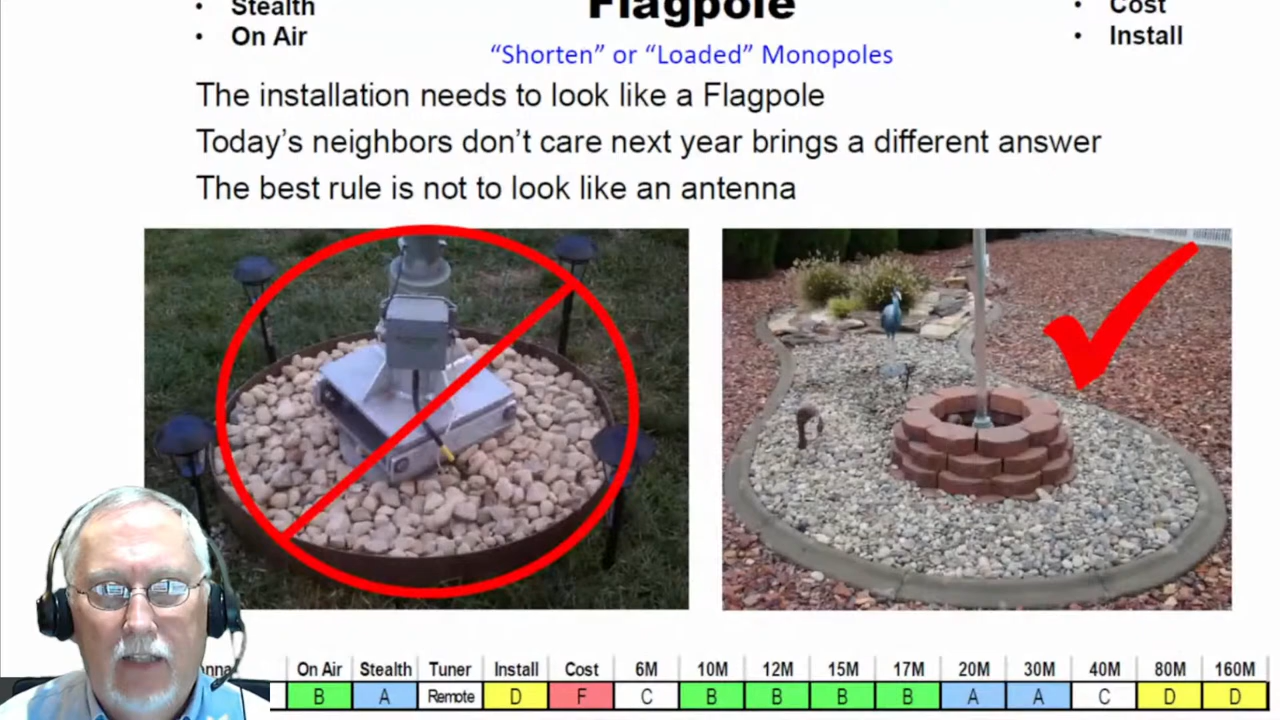 • Stealth
• On Air
Flagpole
• Cost
• Install
“Shorten” or “Loaded” Monopoles
The installation needs to look like a Flagpole
Today’s neighbors don’t care next year brings a different answer
The best rule is not to look like an antenna
On Air Stealth Tuner Install Cost 6M 10M 12M 15M 17M 20M 30M 40M 80M 160M
B A Remote D F C B B B B A A C D D